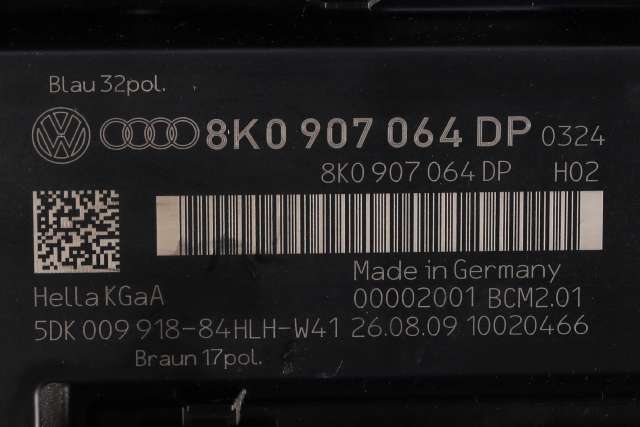 Blau 32pol.
8K0 907 064 DP 0324
8K0 907 064 DP H02
Made in Germany
Hella KGaA 00002001 BCM2.01
5DK 009 918-84HLH-W41 26.08.09 10020466
Braun 17pol.